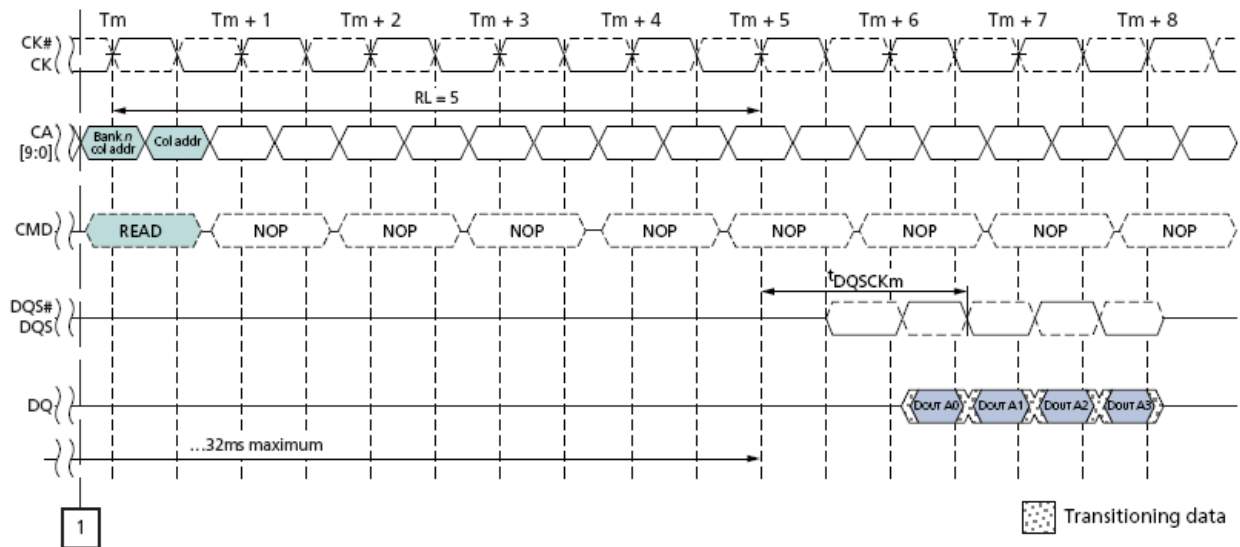 Tm Tm + 1 Tm + 2 Tm + 3 Tm + 4 Tm + 5 Tm + 6 Tm + 7 Tm + 8
CK#
CK
RL = 5
CA
[9:0]
Bank n
col addr
Col addr
CMD
READ NOP NOP NOP NOP NOP NOP NOP NOP
tDQSCKm
DQS#
DQS
DQ
DOUT A0 DOUT A1 DOUT A2 DOUT A3
...32ms maximum
1
Transitioning data